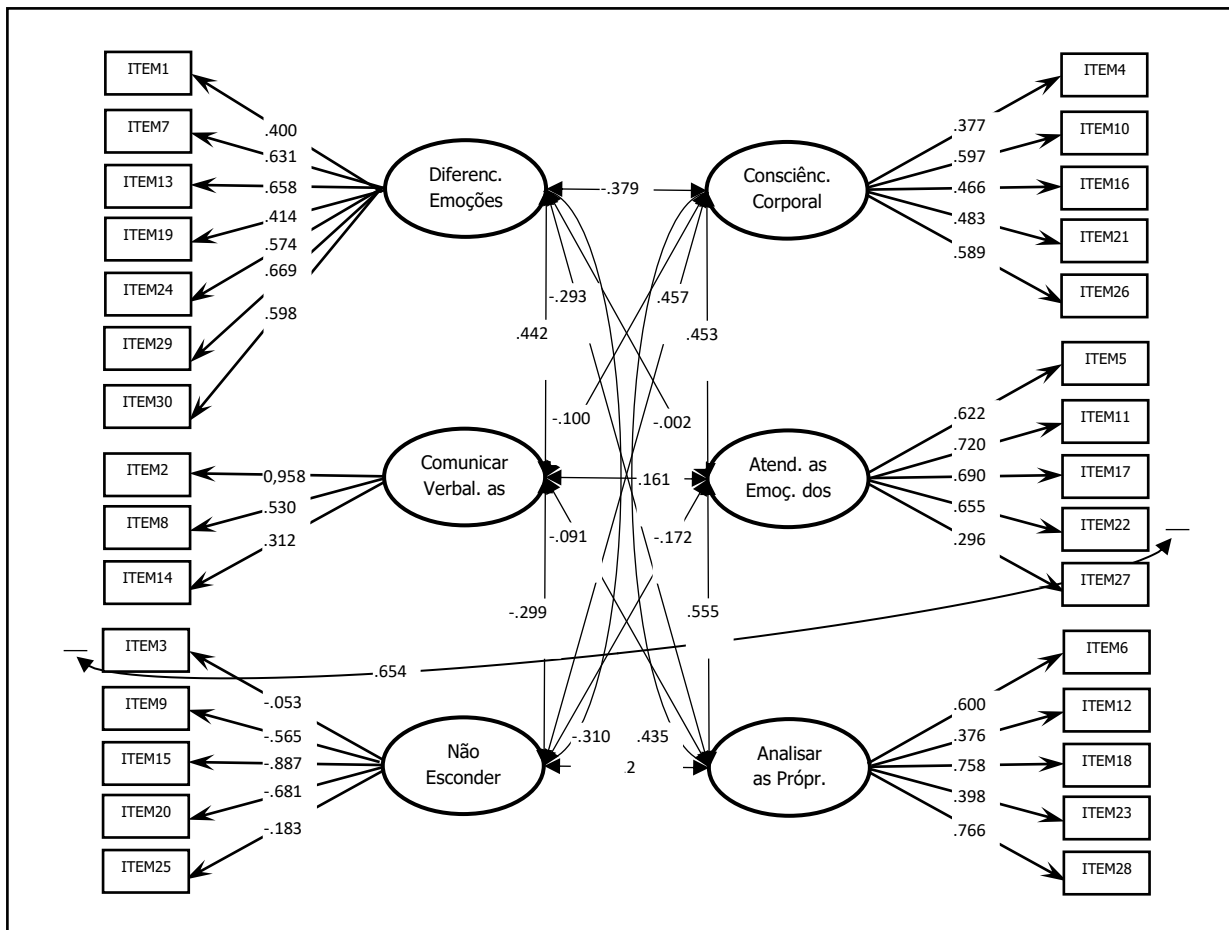 ITEM1
ITEM7
ITEM13
ITEM19
ITEM24
ITEM29
ITEM30
.400
.631
.658
.414
.574
.669
.598
Diferenc.
Emoções
-.379
Consciênc.
Corporal
.377
.597
.466
.483
.589
ITEM4
ITEM10
ITEM16
ITEM21
ITEM26
-.293
.457
.442
.453
-.100
-.002
ITEM2
ITEM8
ITEM14
0,958
.530
.312
Comunicar
Verbal. as
.161
Atend. as
Emoç. dos
.622
.720
.690
.655
.296
ITEM5
ITEM11
ITEM17
ITEM22
ITEM27
-.091
-.172
-.299
.555
.654
ITEM3
ITEM9
ITEM15
ITEM20
ITEM25
-.053
-.565
-.887
-.681
-.183
Não
Esconder
-.310
.435
.2
Analisar
as Própr.
.600
.376
.758
.398
.766
ITEM6
ITEM12
ITEM18
ITEM23
ITEM28